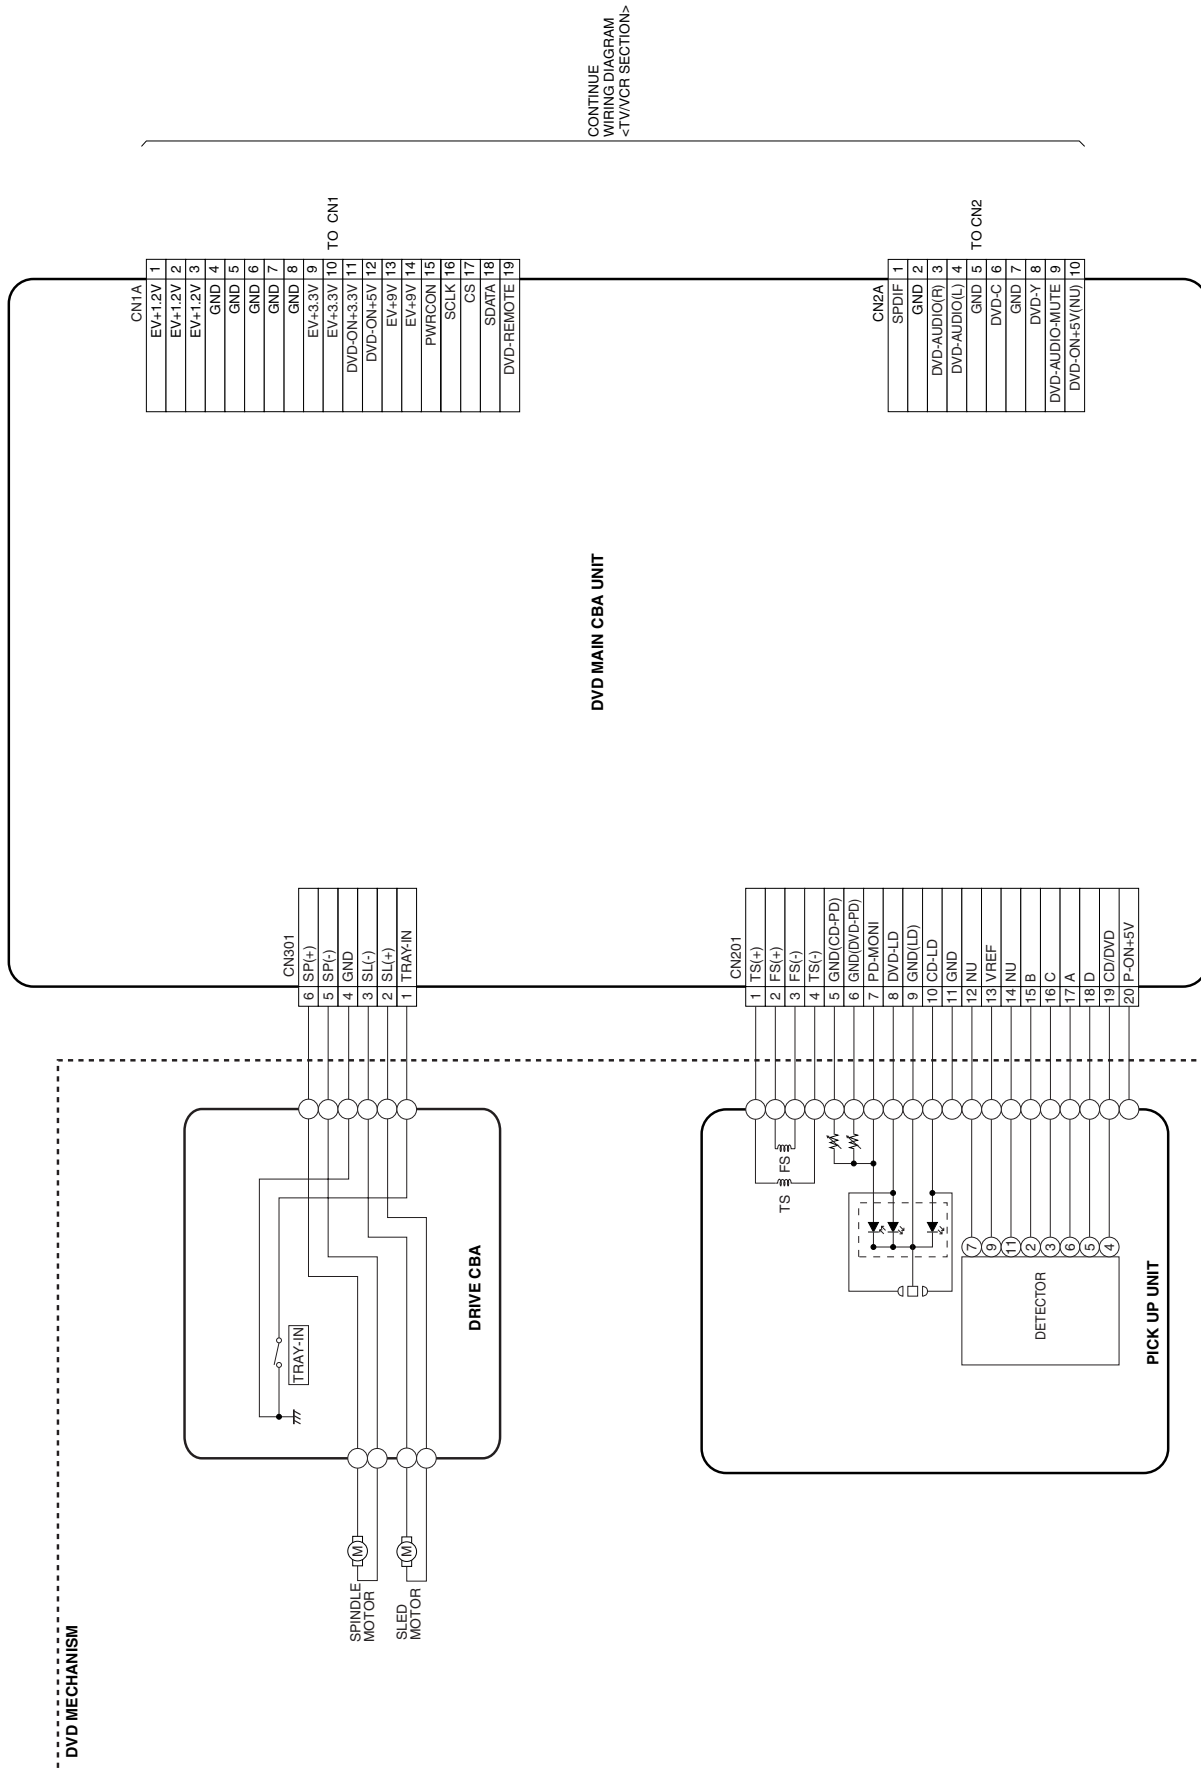 CONTINUE
WIRING DIAGRAM
<TV/VCR SECTION>
CN1A
EV+1.2V 1
EV+1.2V 2
EV+1.2V 3
GND 4
GND 5
GND 6
GND 7
GND 8
EV+3.3V 9
EV+3.3V 10
DVD-ON+3.3V 11
DVD-ON+5V 12
EV+9V 13
EV+9V 14
PWRCON 15
SCLK 16
CS 17
SDATA 18
DVD-REMOTE 19
TO CN1
CN2A
SPDIF 1
GND 2
DVD-AUDIO(R) 3
DVD-AUDIO(L) 4
GND 5
DVD-C 6
GND 7
DVD-Y 8
DVD-AUDIO-MUTE 9
DVD-ON+5V(NU) 10
TO CN2
DVD MAIN CBA UNIT
CN301
6 SP(+)
5 SP(-)
4 GND
3 SL(-)
2 SL(+)
1 TRAY-IN
CN201
1 TS(+)
2 FS(+)
3 FS(-)
4 TS(-)
5 GND(CD-PD)
6 GND(DVD-PD)
7 PD-MONI
8 DVD-LD
9 GND(LD)
10 CD-LD
11 GND
12 NU
13 VREF
14 NU
15 B
16 C
17 A
18 D
19 CD/DVD
20 P-ON+5V
DVD MECHANISM
DRIVE CBA
TRAY-IN
M
SPINDLE
MOTOR
M
SLED
MOTOR
TS
FS
7
9
11
2
3
6
5
4
DETECTOR
PICK UP UNIT